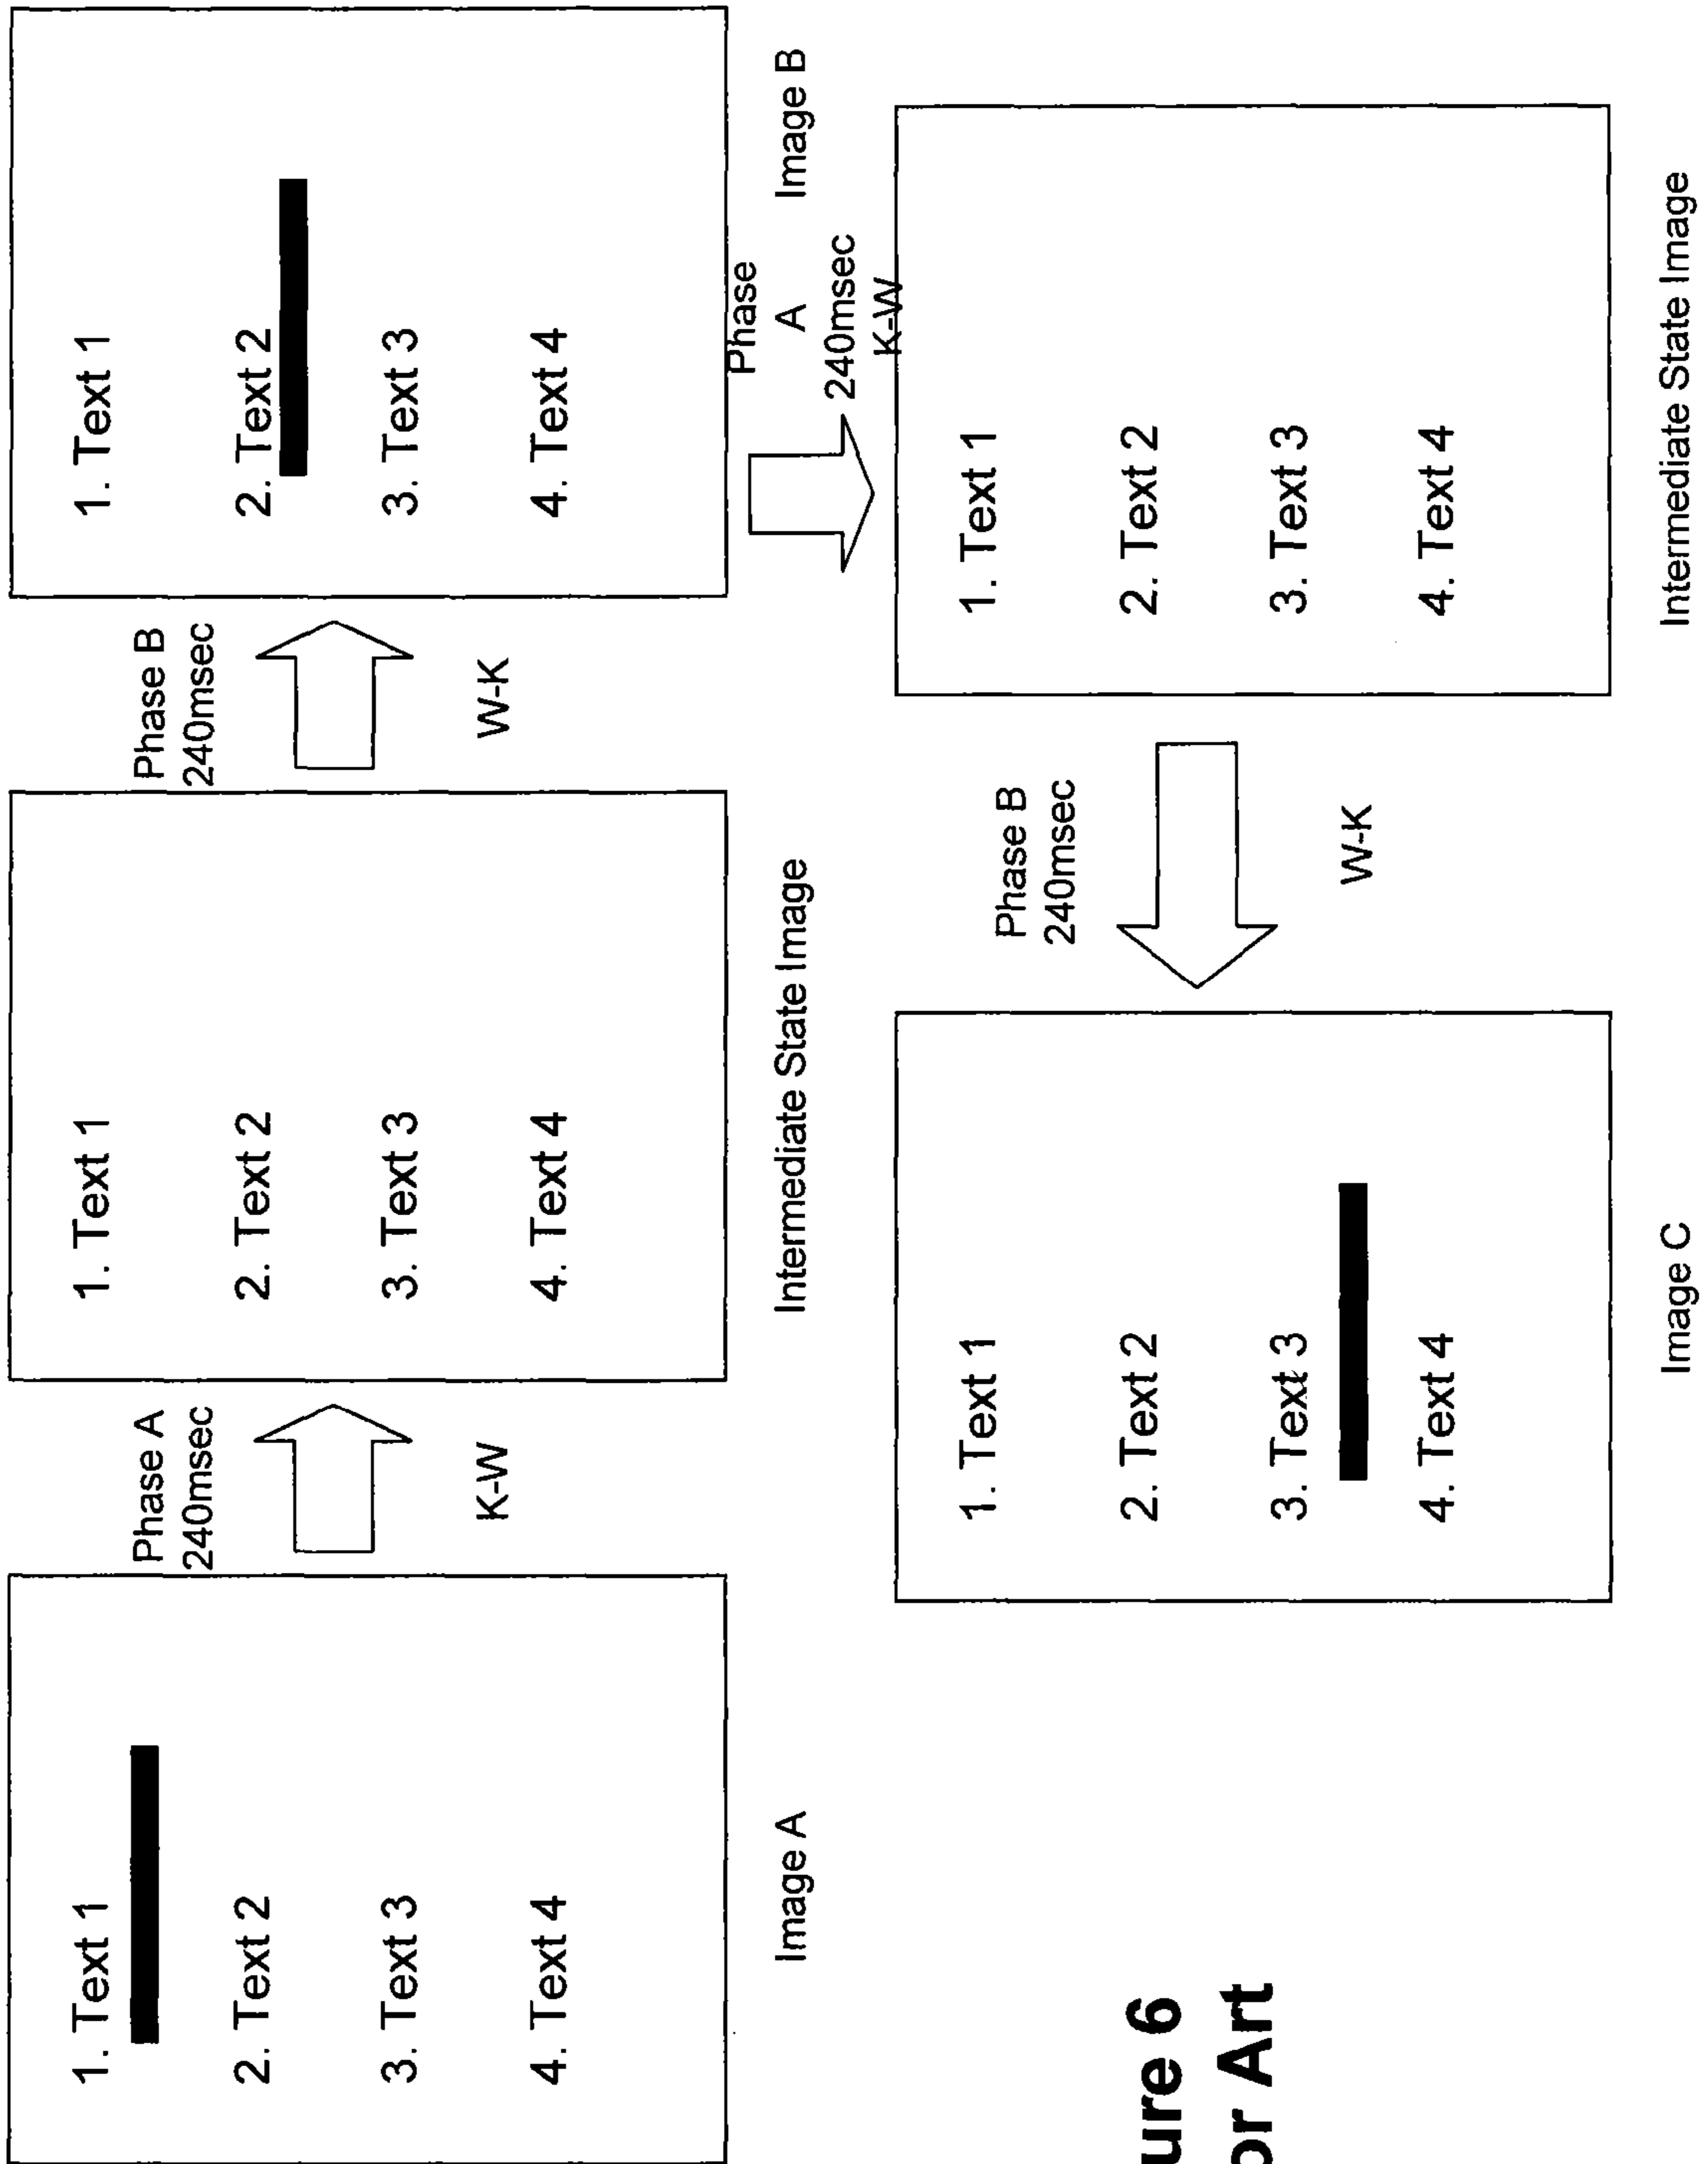 1. Text 1
2. Text 2
3. Text 3
4. Text 4
Image A
Phase A
240msec
K-W
1. Text 1
2. Text 2
3. Text 3
4. Text 4
Intermediate State Image
Phase B
240msec
W-K
1. Text 1
2. Text 2
3. Text 3
4. Text 4
Image B
Phase
A
240msec
K-W
1. Text 1
2. Text 2
3. Text 3
4. Text 4
Intermediate State Image
Phase B
240msec
W-K
1. Text 1
2. Text 2
3. Text 3
4. Text 4
Image C
ure 6
or Art